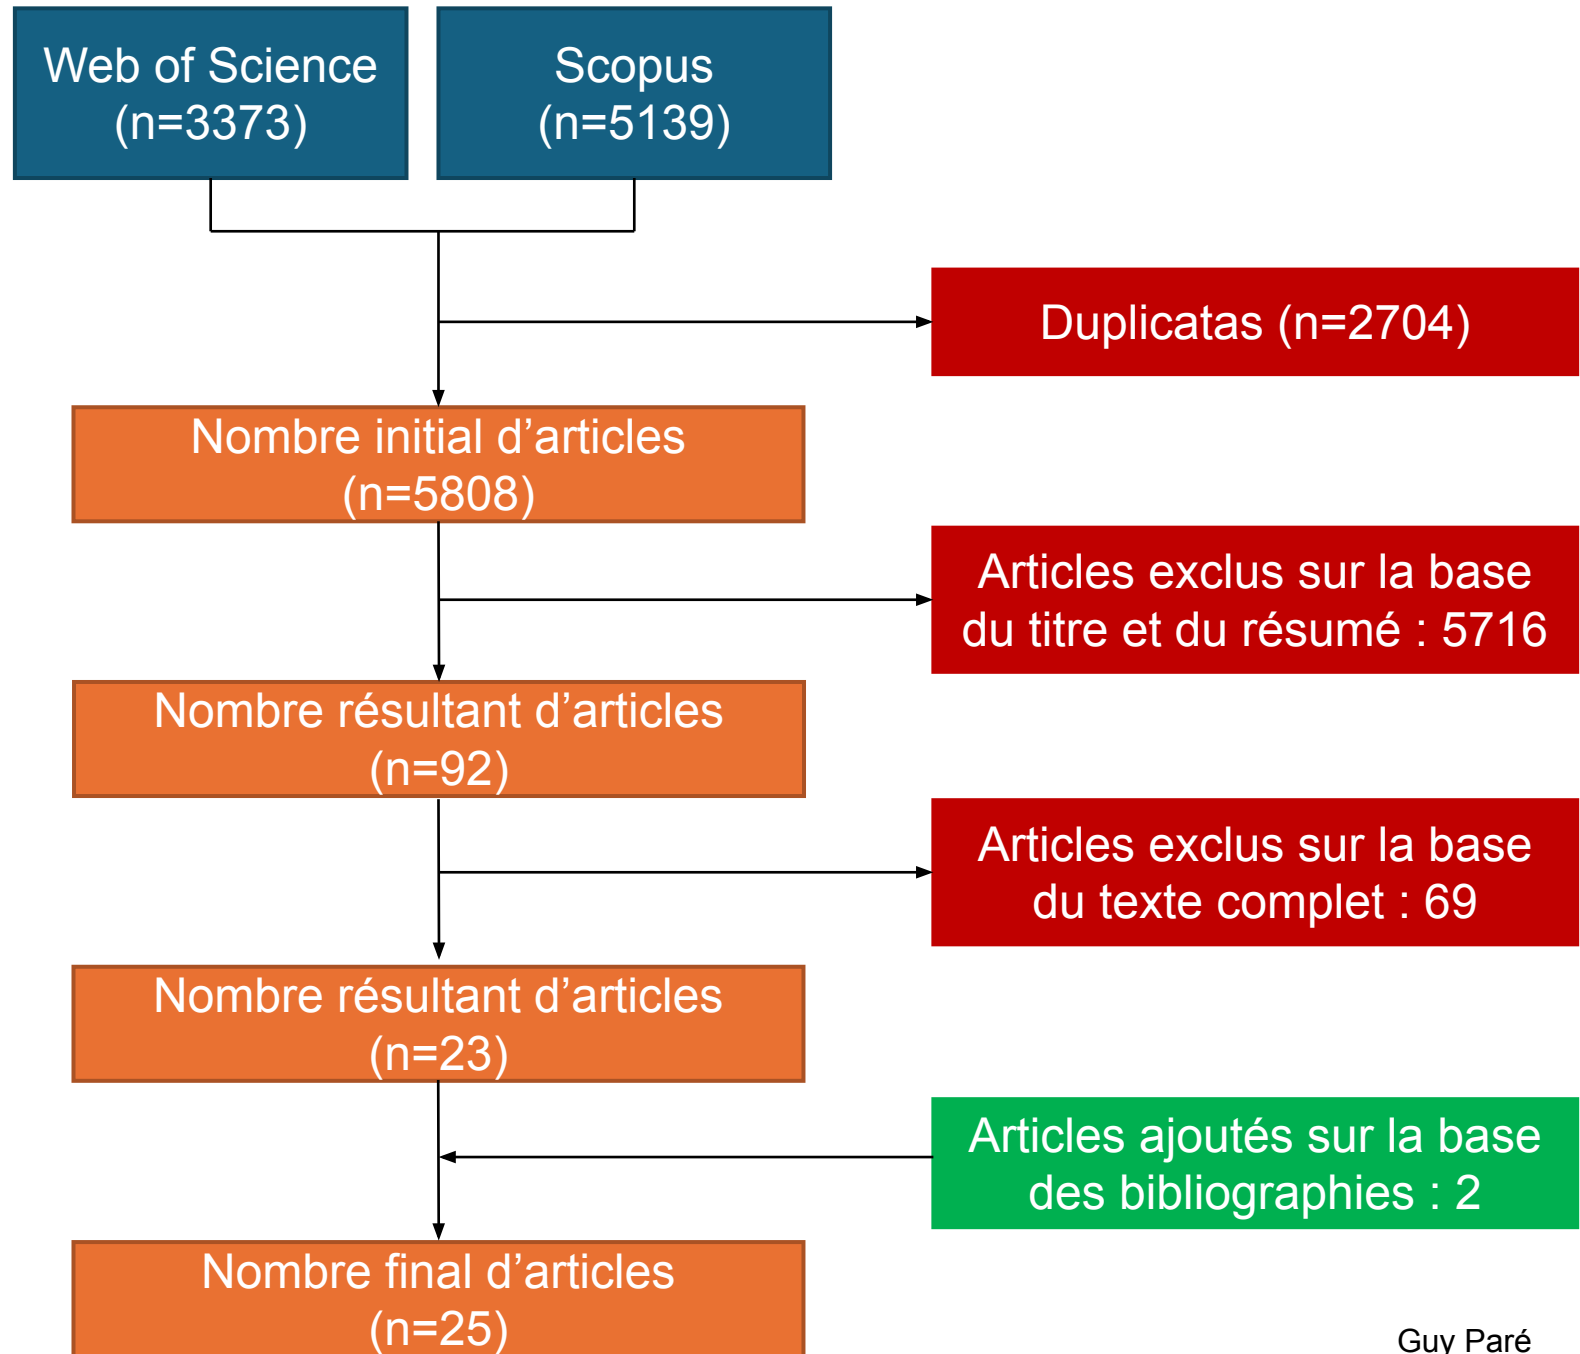 Web of Science
(n=3373)
Scopus
(n=5139)
Duplicatas (n=2704)
Nombre initial d’articles
(n=5808)
Articles exclus sur la base
du titre et du résumé : 5716
Nombre résultant d’articles
(n=92)
Articles exclus sur la base
du texte complet : 69
Nombre résultant d’articles
(n=23)
Articles ajoutés sur la base
des bibliographies : 2
Nombre final d’articles
(n=25)
Guy Paré